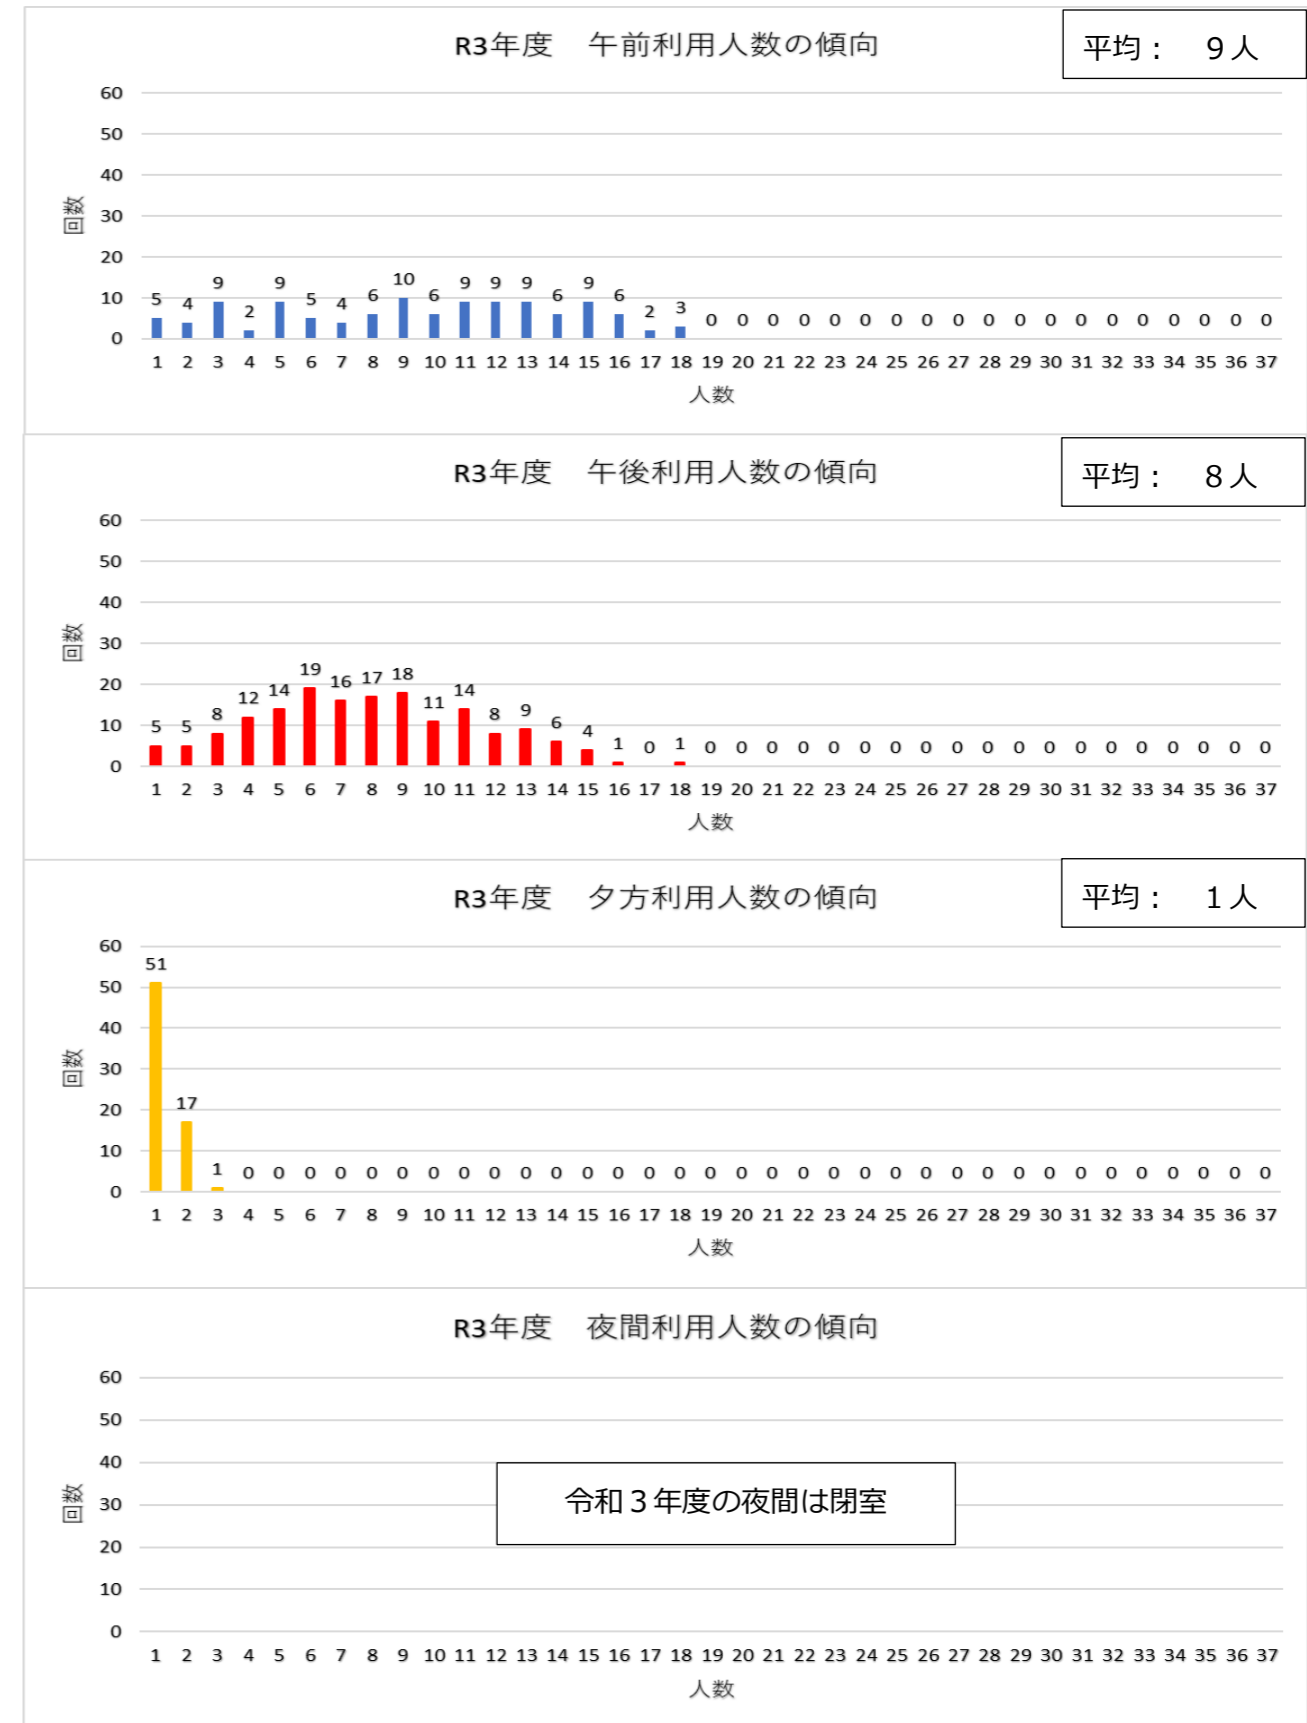 R3年度　午前利用人数の傾向
平均：　９人
60
50
40
30
20
10
0
回数
5 4 9 2 9 5 4 6 10 6 9 9 9 6 9 6 2 3 0 0 0 0 0 0 0 0 0 0 0 0 0 0 0 0 0 0 0
1 2 3 4 5 6 7 8 9 10 11 12 13 14 15 16 17 18 19 20 21 22 23 24 25 26 27 28 29 30 31 32 33 34 35 36 37
人数
R3年度　午後利用人数の傾向
平均：　８人
60
50
40
30
20
10
0
回数
5 5 8 12 14 19 16 17 18 11 14 8 9 6 4 1 0 1 0 0 0 0 0 0 0 0 0 0 0 0 0 0 0 0 0 0 0
1 2 3 4 5 6 7 8 9 10 11 12 13 14 15 16 17 18 19 20 21 22 23 24 25 26 27 28 29 30 31 32 33 34 35 36 37
人数
R3年度　夕方利用人数の傾向
平均：　１人
60
50
40
30
20
10
0
回数
51 17 1 0 0 0 0 0 0 0 0 0 0 0 0 0 0 0 0 0 0 0 0 0 0 0 0 0 0 0 0 0 0 0 0 0 0
1 2 3 4 5 6 7 8 9 10 11 12 13 14 15 16 17 18 19 20 21 22 23 24 25 26 27 28 29 30 31 32 33 34 35 36 37
人数
R3年度　夜間利用人数の傾向
60
50
40
30
20
10
0
回数
令和３年度の夜間は閉室
1 2 3 4 5 6 7 8 9 10 11 12 13 14 15 16 17 18 19 20 21 22 23 24 25 26 27 28 29 30 31 32 33 34 35 36 37
人数